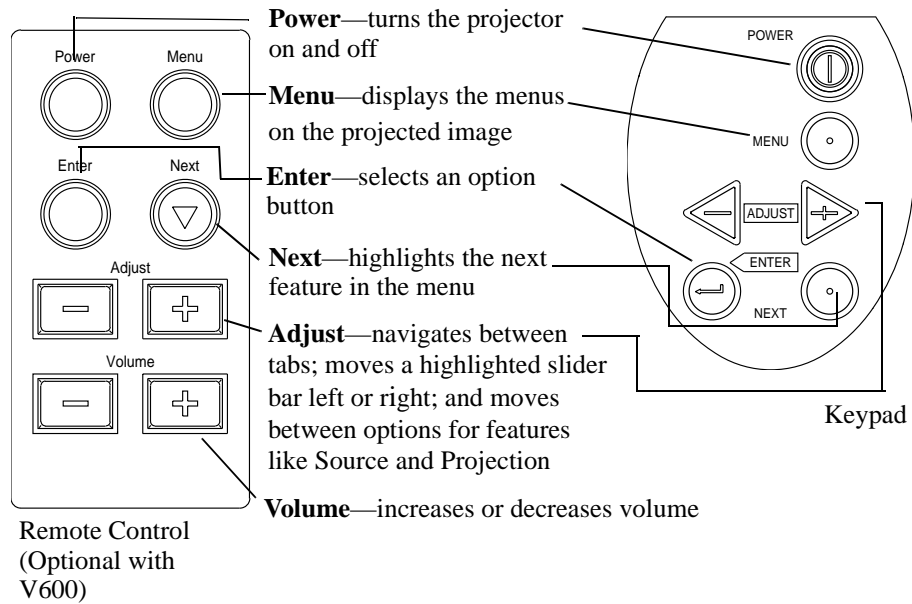 Power
Menu
Enter
Next
Adjust
Volume
Remote Control
(Optional with
V600)
Power—turns the projector
on and off
Menu—displays the menus
on the projected image
Enter—selects an option
button
Next—highlights the next
feature in the menu
Adjust—navigates between
tabs; moves a highlighted slider
bar left or right; and moves
between options for features
like Source and Projection
Volume—increases or decreases volume
POWER
MENU
ADJUST
ENTER
NEXT
Keypad